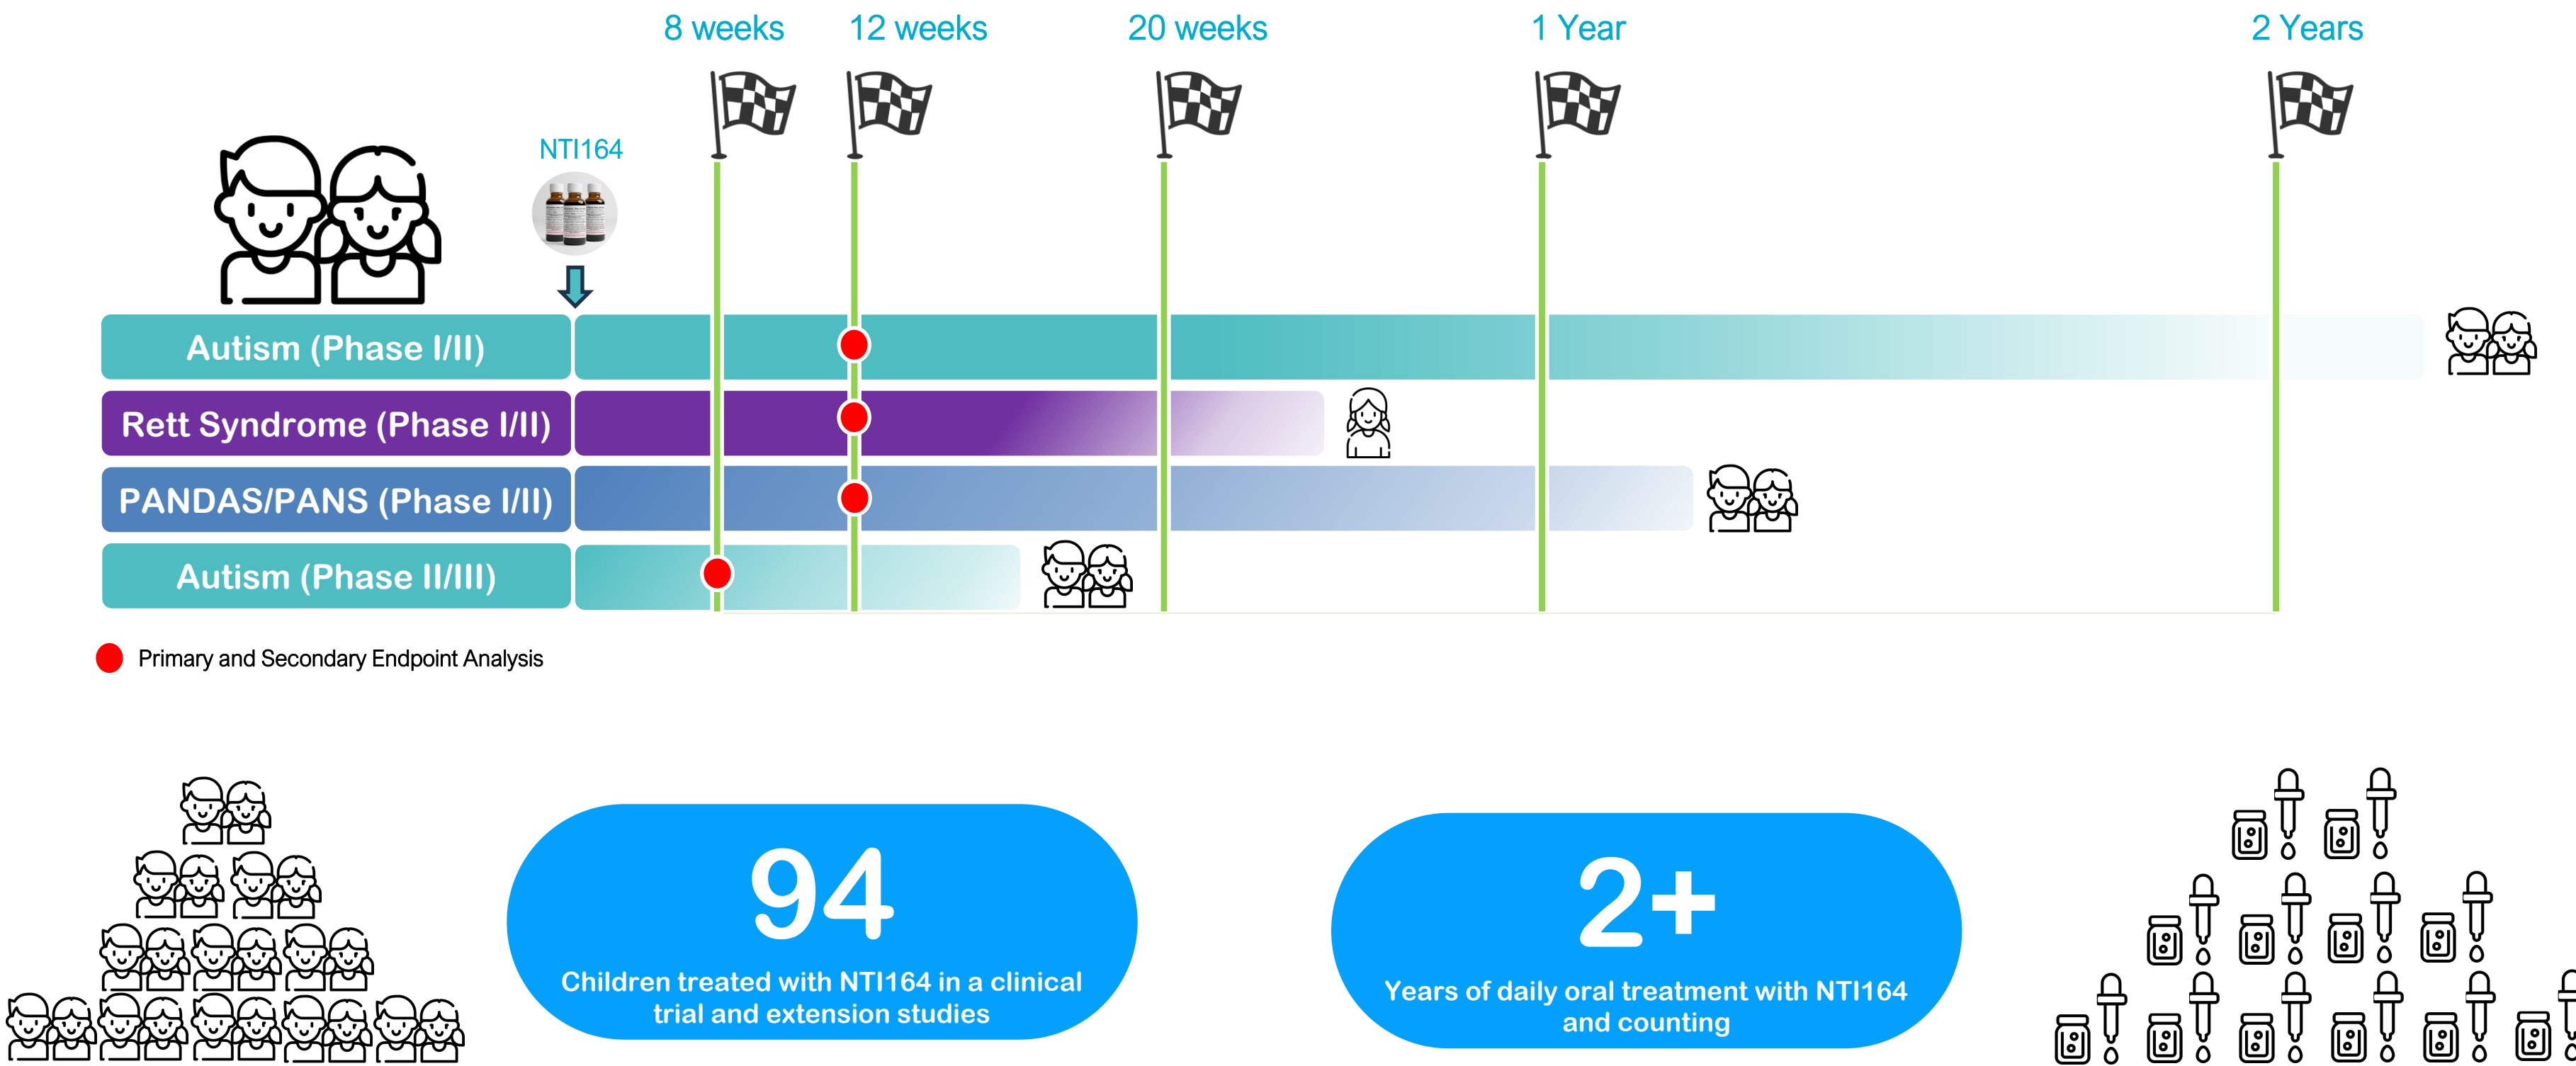 8 weeks
12 weeks
20 weeks
1 Year
2 Years
NTI164
Autism (Phase I/II)
Rett Syndrome (Phase I/II)
PANDAS/PANS (Phase I/II)
Autism (Phase II/III)
Primary and Secondary Endpoint Analysis
94
Children treated with NTI164 in a clinical
trial and extension studies
2+
Years of daily oral treatment with NTI164
and counting